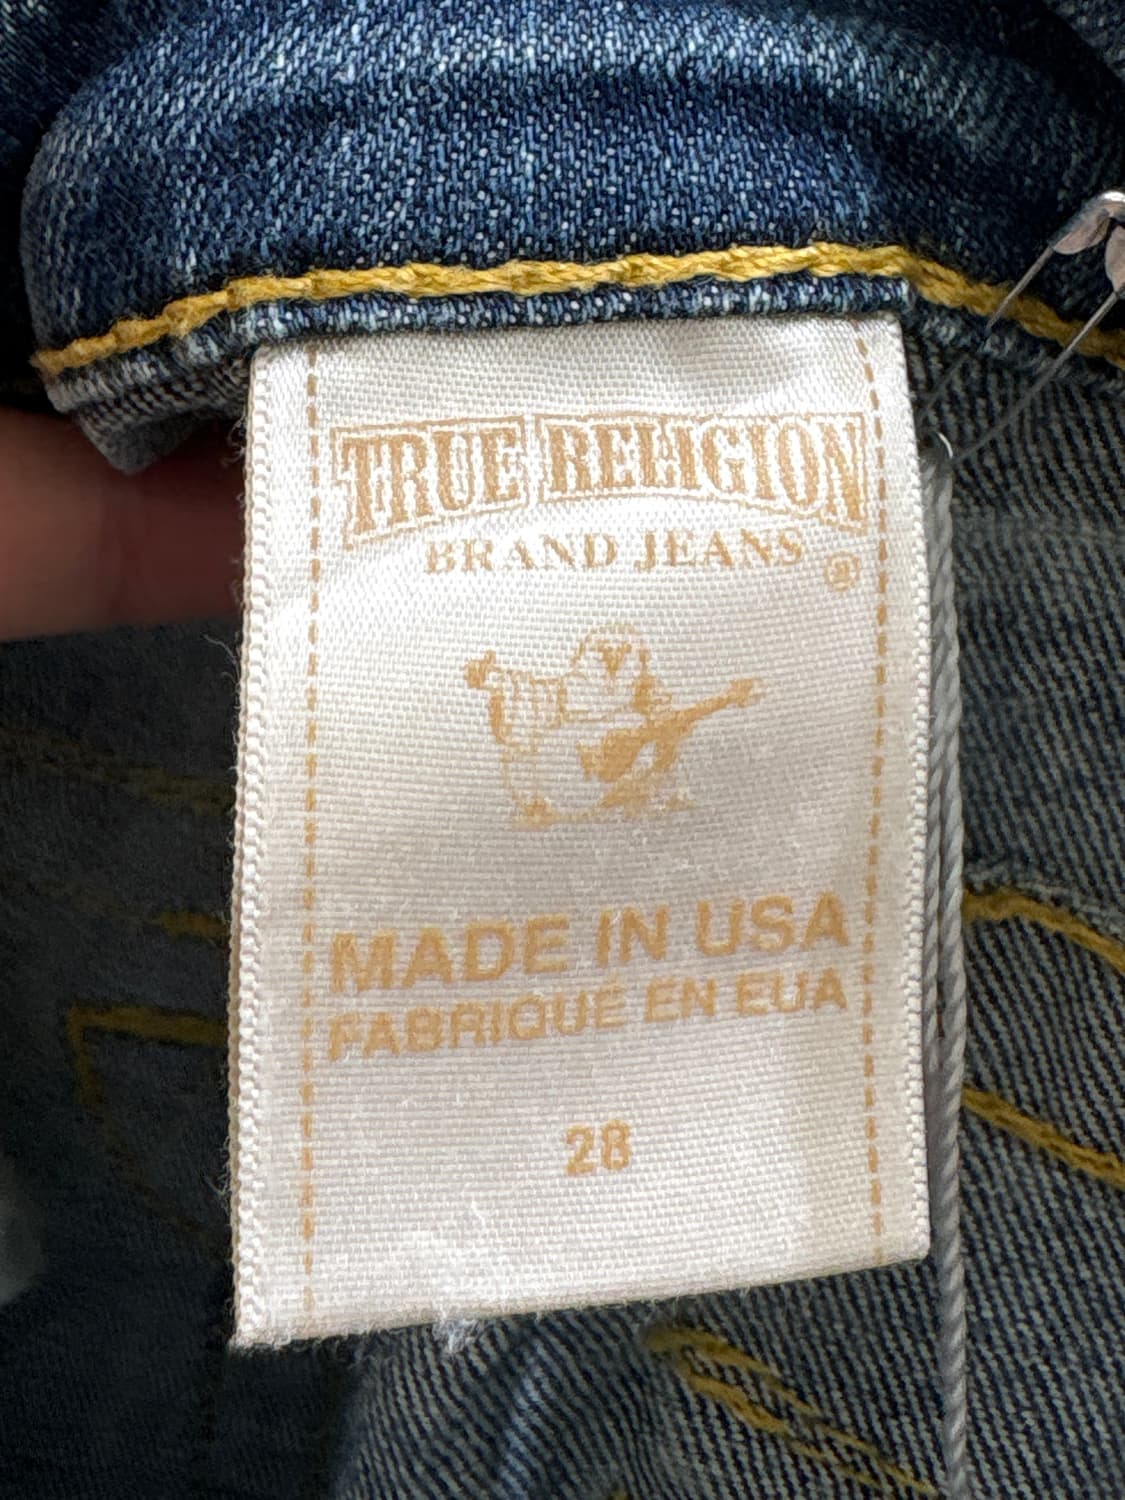 TRUE RELIGION
BRAND JEANS
®
MADE IN USA
FABRIQUE EN EUA
28